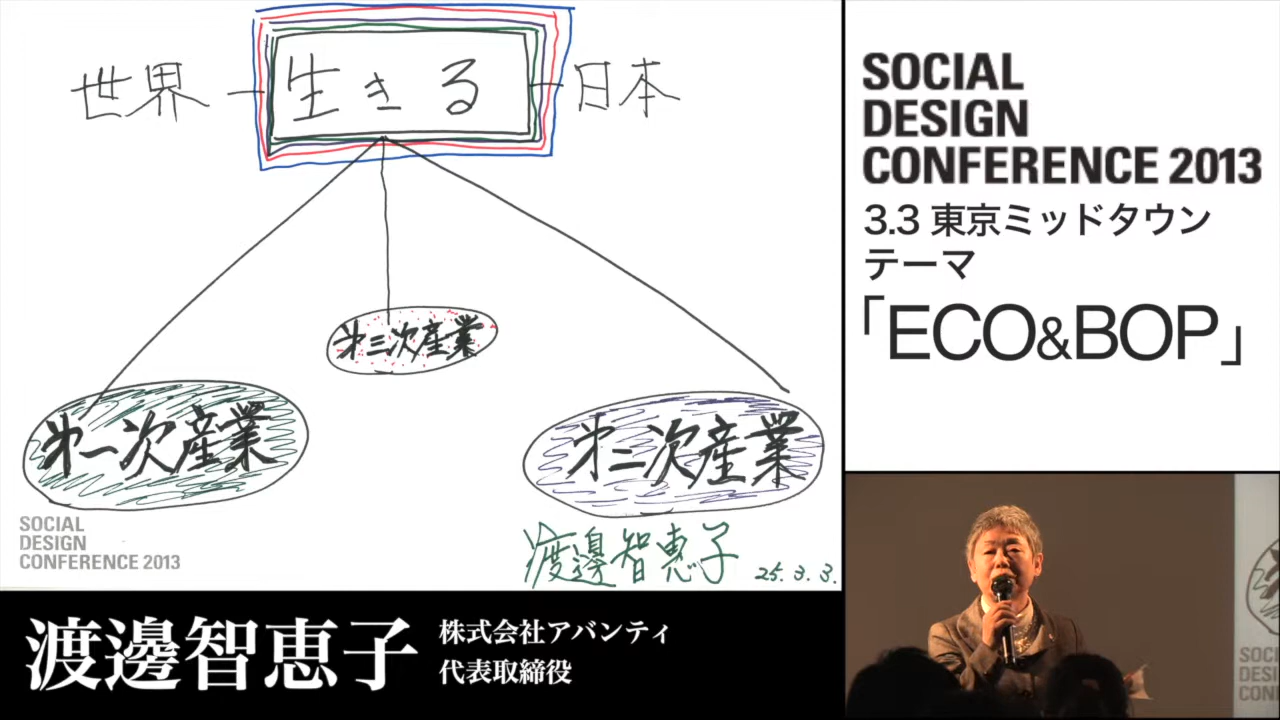 世界 生きる 日本
第三次産業
第一次産業
第二次産業
SOCIAL
DESIGN
CONFERENCE 2013
渡邊智恵子 25.3.3.
渡邊智恵子
株式会社アバンティ
代表取締役
SOCIAL
DESIGN
CONFERENCE 2013
3.3 東京ミッドタウン
テーマ
「ECO&BOP」
SOC
DESI
CON